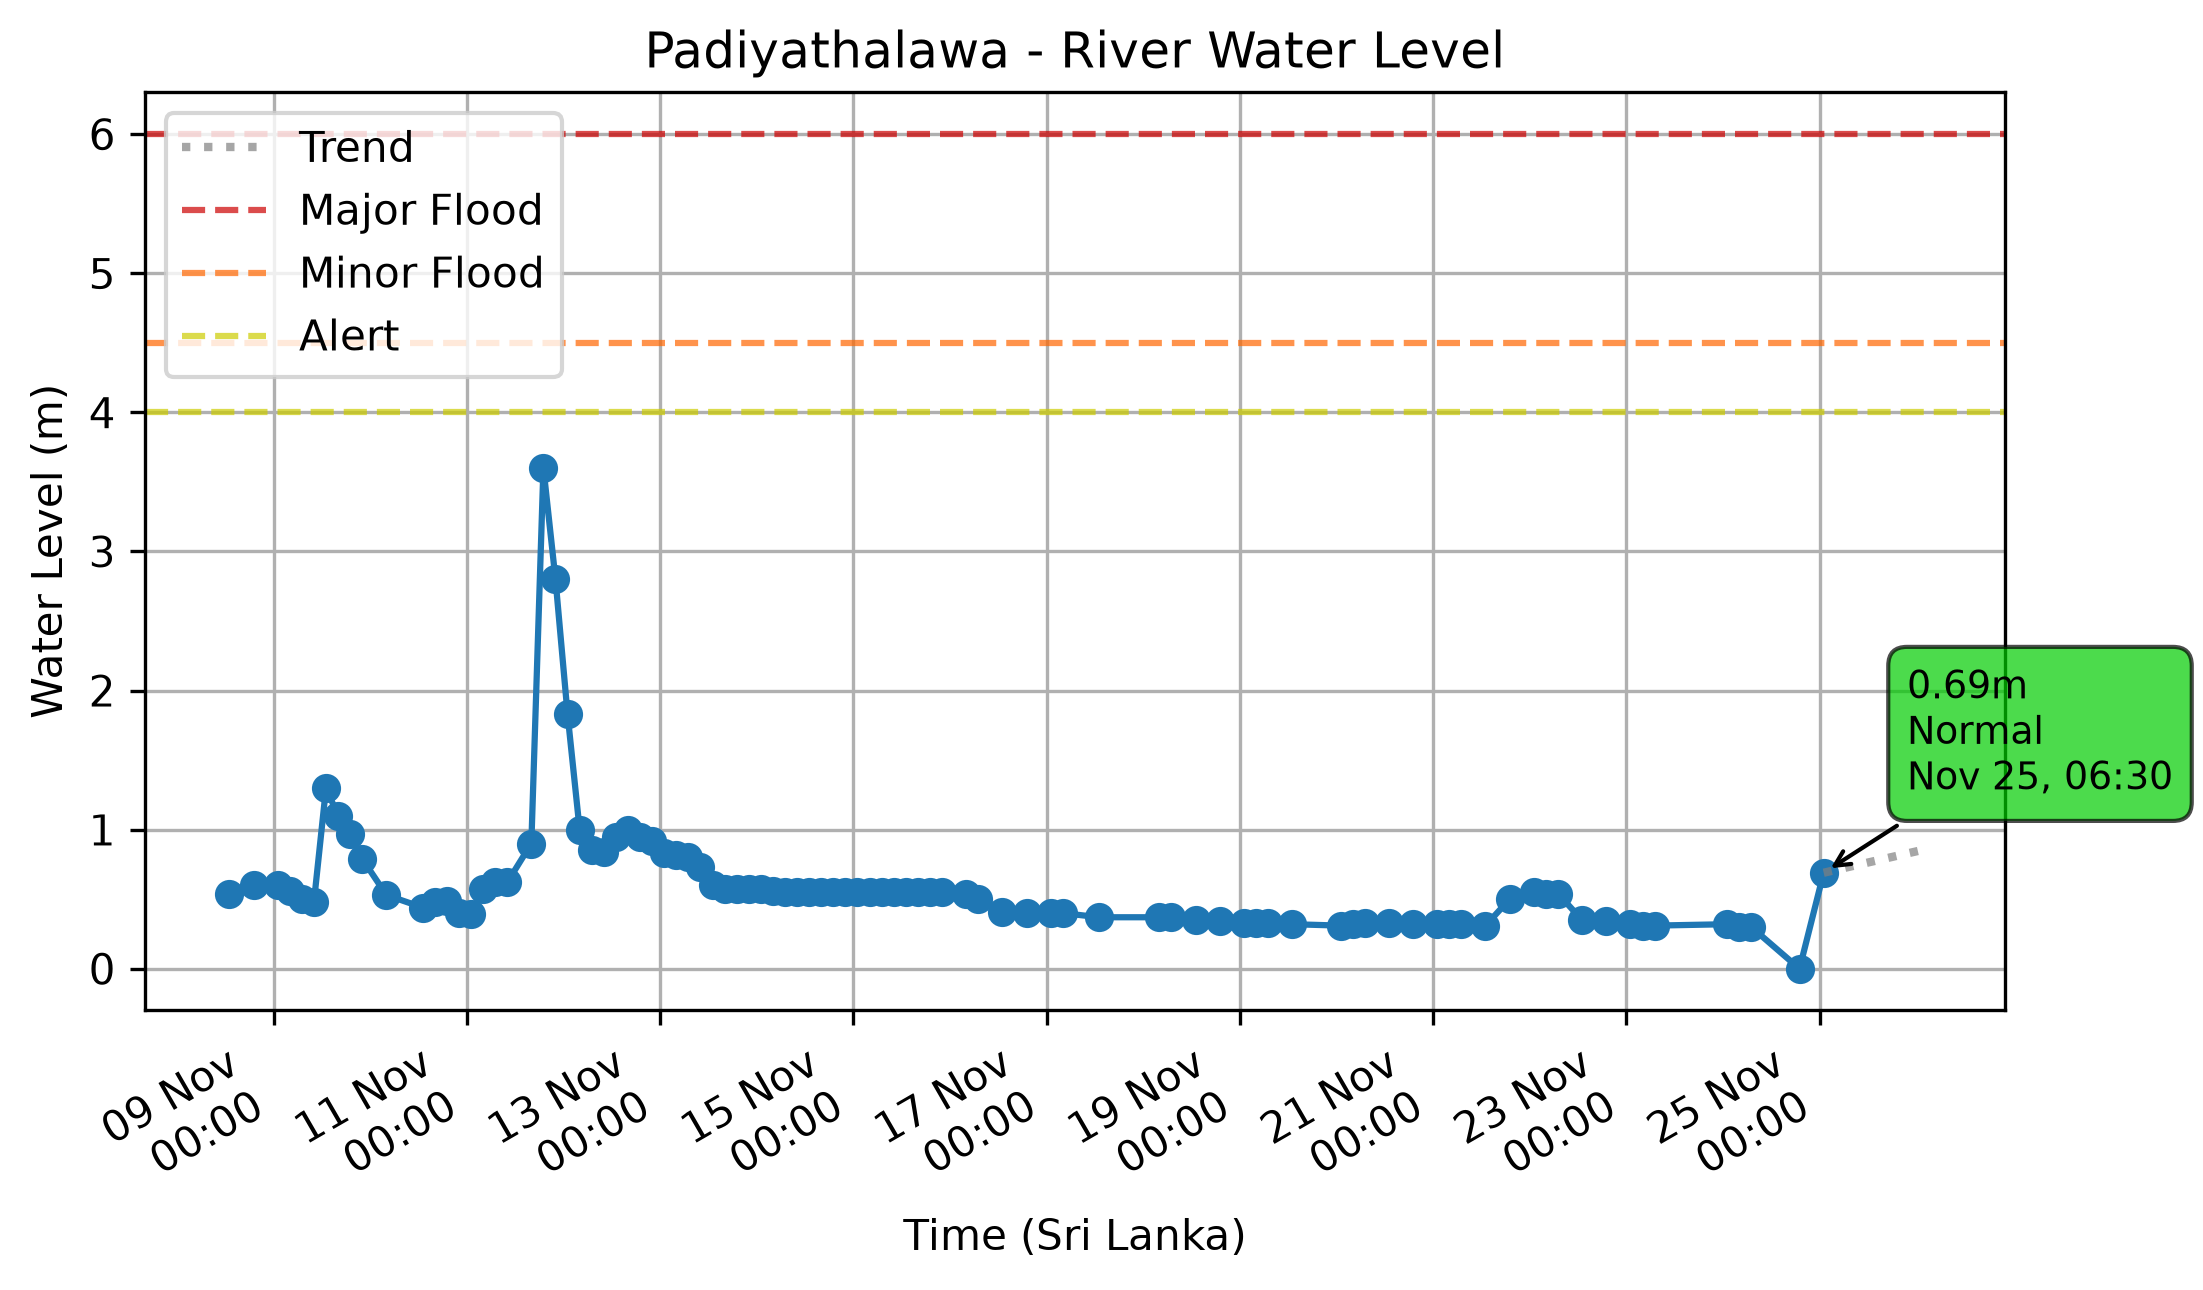 Padiyathalawa - River Water Level
6
5
4
3
2
1
0
Water Level (m)
Trend
Major Flood
Minor Flood
Alert
0.69m
Normal
Nov 25, 06:30
09 Nov
00:00
11 Nov
00:00
13 Nov
00:00
15 Nov
00:00
17 Nov
00:00
19 Nov
00:00
21 Nov
00:00
23 Nov
00:00
25 Nov
00:00
Time (Sri Lanka)